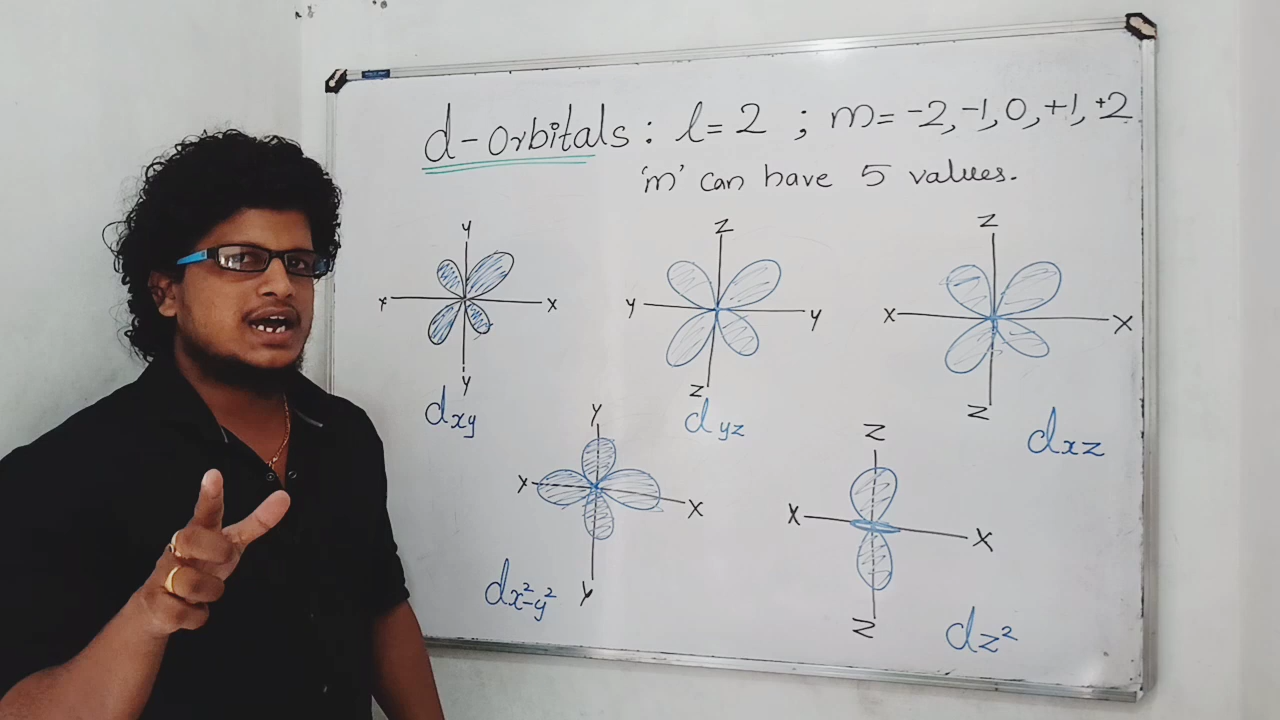 d-orbitals : l=2 ; m= -2, -1, 0, +1, +2
'm' can have 5 values.
Y
X X
Y
dxy
Z
Y Y
Z
dyz
Z
X X
Z
dxz
Y
X X
Y
dx²-y²
Z
X X
Z
dz²